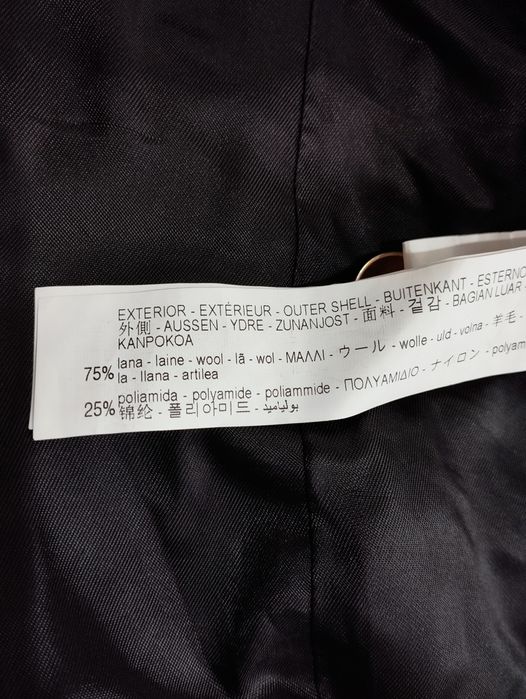 EXTERIOR - EXTÉRIEUR - OUTER SHELL - BUITENKANT - ESTERNO
外側 - AUSSEN - YDRE - ZUNANJOST - 面料 - 겉감 - BAGIAN LUAR -
KANPOKOA
75% lana - laine - wool - lã - wol - ΜΑΛΛΙ - ウール - wolle - uld - volna - 羊毛 -
la - llana - artilea
25% poliamida - polyamide - poliammide - ΠΟΛΥΑΜΙΔΙΟ - ナイロン - polyam
锦纶 - 폴리아미드 - بولياميد